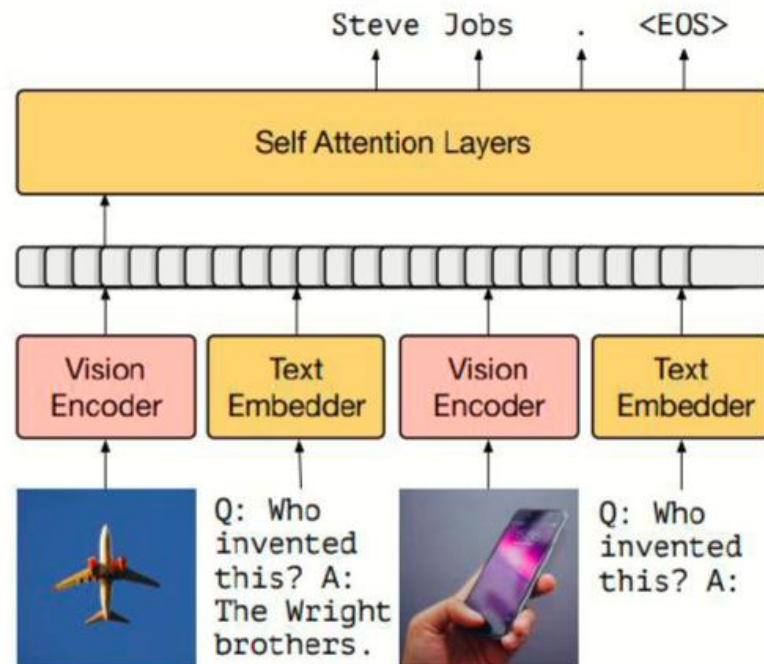 Steve Jobs . <EOS>
Self Attention Layers
Vision
Encoder
Text
Embedder
Vision
Encoder
Text
Embedder
Q: Who
invented
this? A:
The Wright
brothers.
Q: Who
invented
this? A: